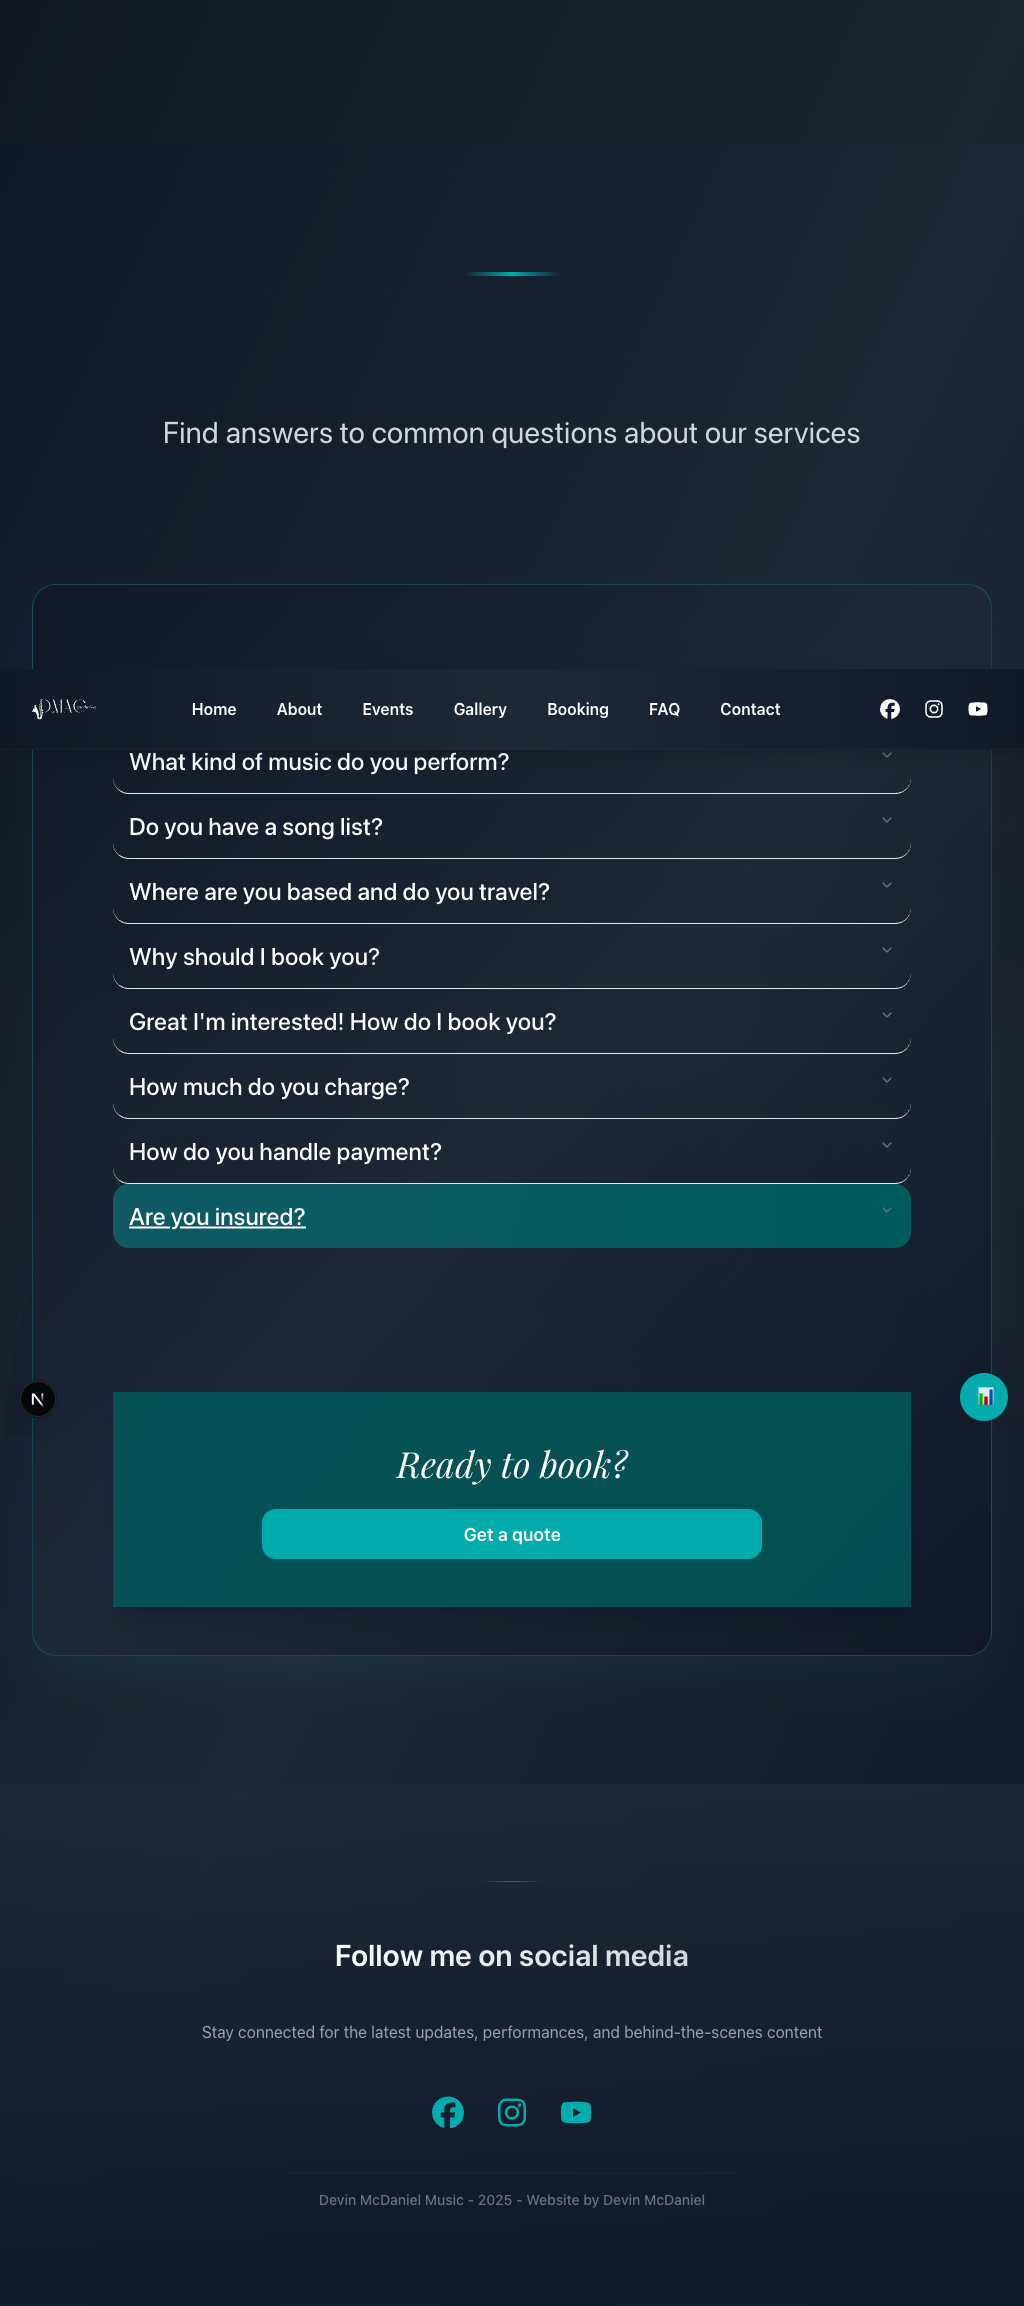 Find answers to common questions about our services
DMAC
Home About Events Gallery Booking FAQ Contact
What kind of music do you perform?
Do you have a song list?
Where are you based and do you travel?
Why should I book you?
Great I'm interested! How do I book you?
How much do you charge?
How do you handle payment?
Are you insured?
N
Ready to book?
Get a quote
Follow me on social media
Stay connected for the latest updates, performances, and behind-the-scenes content
Devin McDaniel Music - 2025 - Website by Devin McDaniel